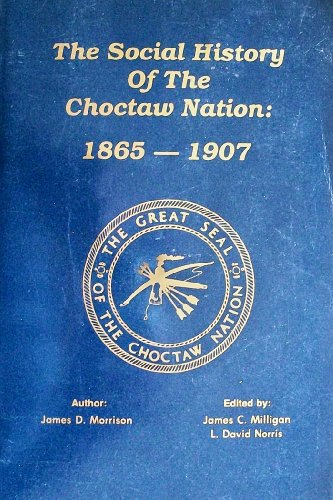 The Social History
Of The
Choctaw Nation:
1865 — 1907
THE GREAT SEAL
OF THE CHOCTAW NATION
Author:
James D. Morrison
Edited by:
James C. Milligan
L. David Norris